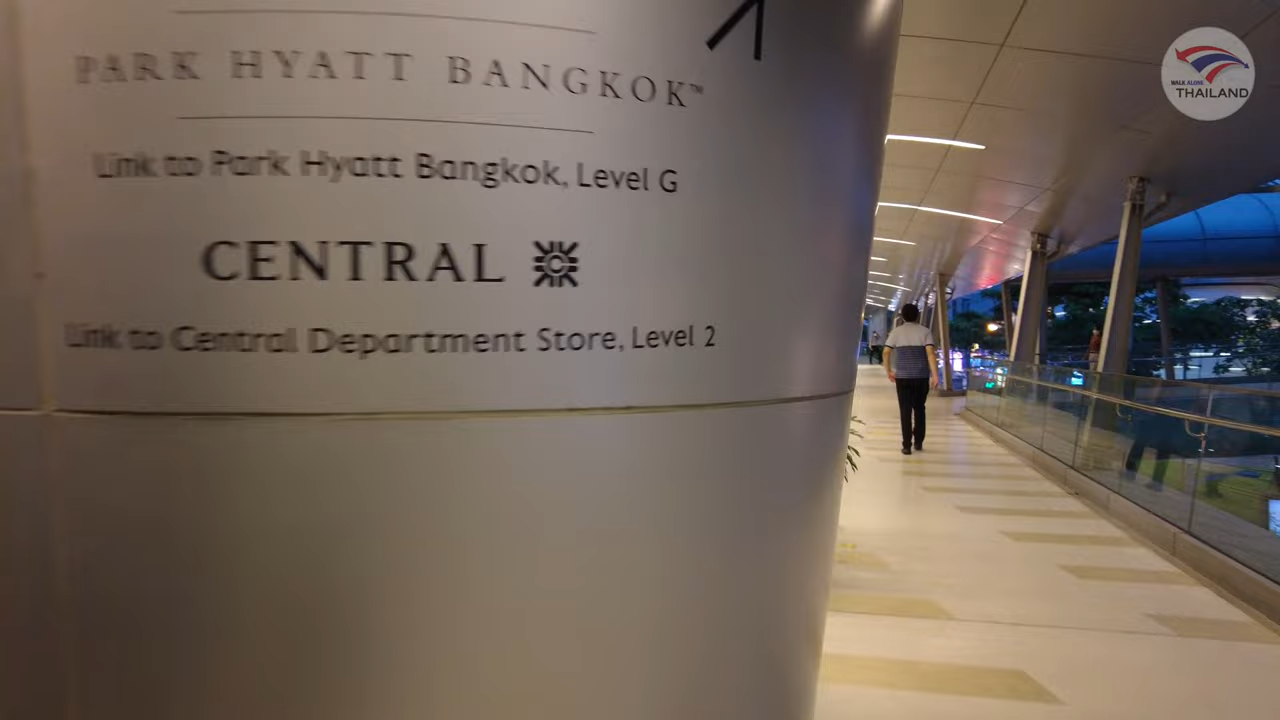 PARK HYATT BANGKOK™
Link to Park Hyatt Bangkok, Level G
CENTRAL
Link to Central Department Store, Level 2
WALK ALONE
THAILAND